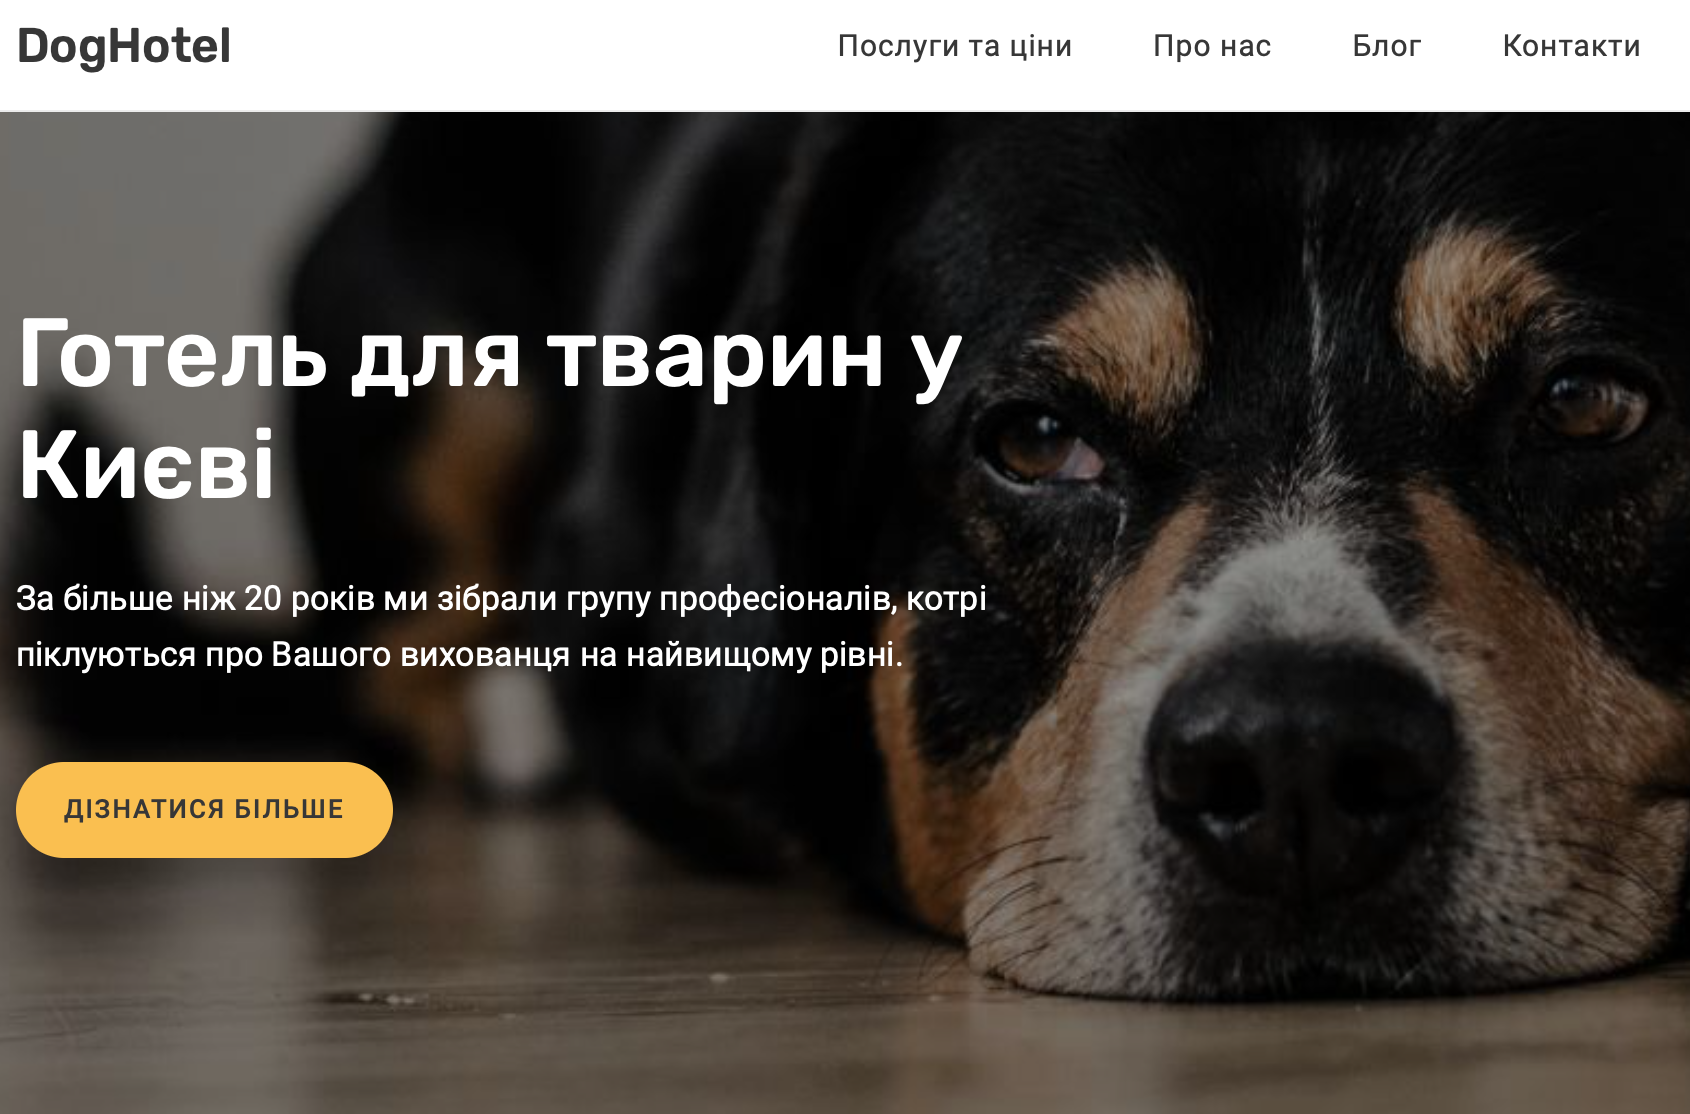 DogHotel
Послуги та ціни
Про нас
Блог
Контакти
Готель для тварин у
Києві
За більше ніж 20 років ми зібрали групу професіоналів, котрі
піклуються про Вашого вихованця на найвищому рівні.
ДІЗНАТИСЯ БІЛЬШЕ